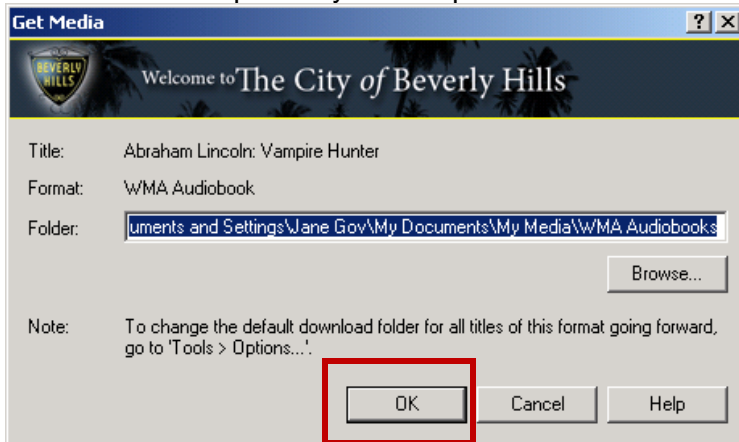 Get Media
BEVERLY
HILLS
Welcome to The City of Beverly Hills
Title: Abraham Lincoln: Vampire Hunter
Format: WMA Audiobook
Folder: uments and Settings\Jane Gov\My Documents\My Media\WMA Audiobooks
Browse...
Note: To change the default download folder for all titles of this format going forward,
go to 'Tools > Options...'.
OK Cancel Help